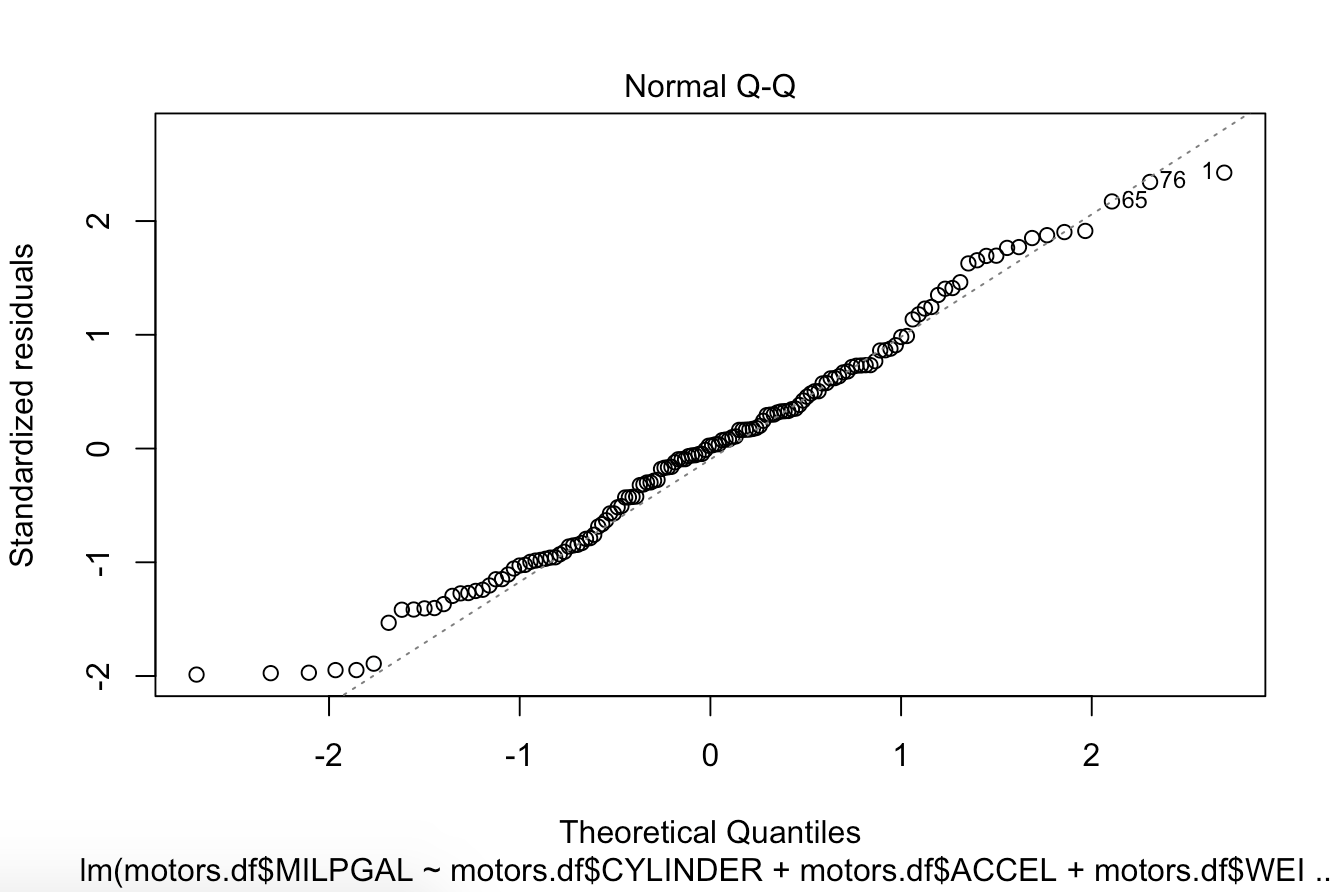 Normal Q-Q
1
76
65
Standardized residuals
2
1
0
-1
-2
-2 -1 0 1 2
Theoretical Quantiles
lm(motors.df$MILPGAL ~ motors.df$CYLINDER + motors.df$ACCEL + motors.df$WEI ..